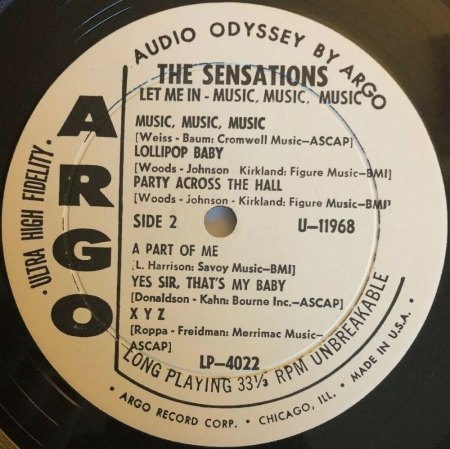 AUDIO ODYSSEY BY ARGO
THE SENSATIONS
LET ME IN - MUSIC, MUSIC, MUSIC
MUSIC, MUSIC, MUSIC
[Weiss - Baum: Cromwell Music-ASCAP]
LOLLIPOP BABY
[Woods - Johnson - Kirkland: Figure Music-BMI]
PARTY ACROSS THE HALL
[Woods - Johnson - Kirkland: Figure Music-BMI]
SIDE 2
U-11968
A PART OF ME
[L. Harrison: Savoy Music-BMI]
YES SIR, THAT'S MY BABY
[Donaldson - Kahn: Bourne Inc.-ASCAP]
X Y Z
[Roppa - Freidman: Merrimac Music-
ASCAP]
LP-4022
LONG PLAYING 33⅓ RPM UNBREAKABLE
ARGO
• ULTRA HIGH FIDELITY •
• ARGO RECORD CORP. • CHICAGO, ILL. • MADE IN U.S.A. •